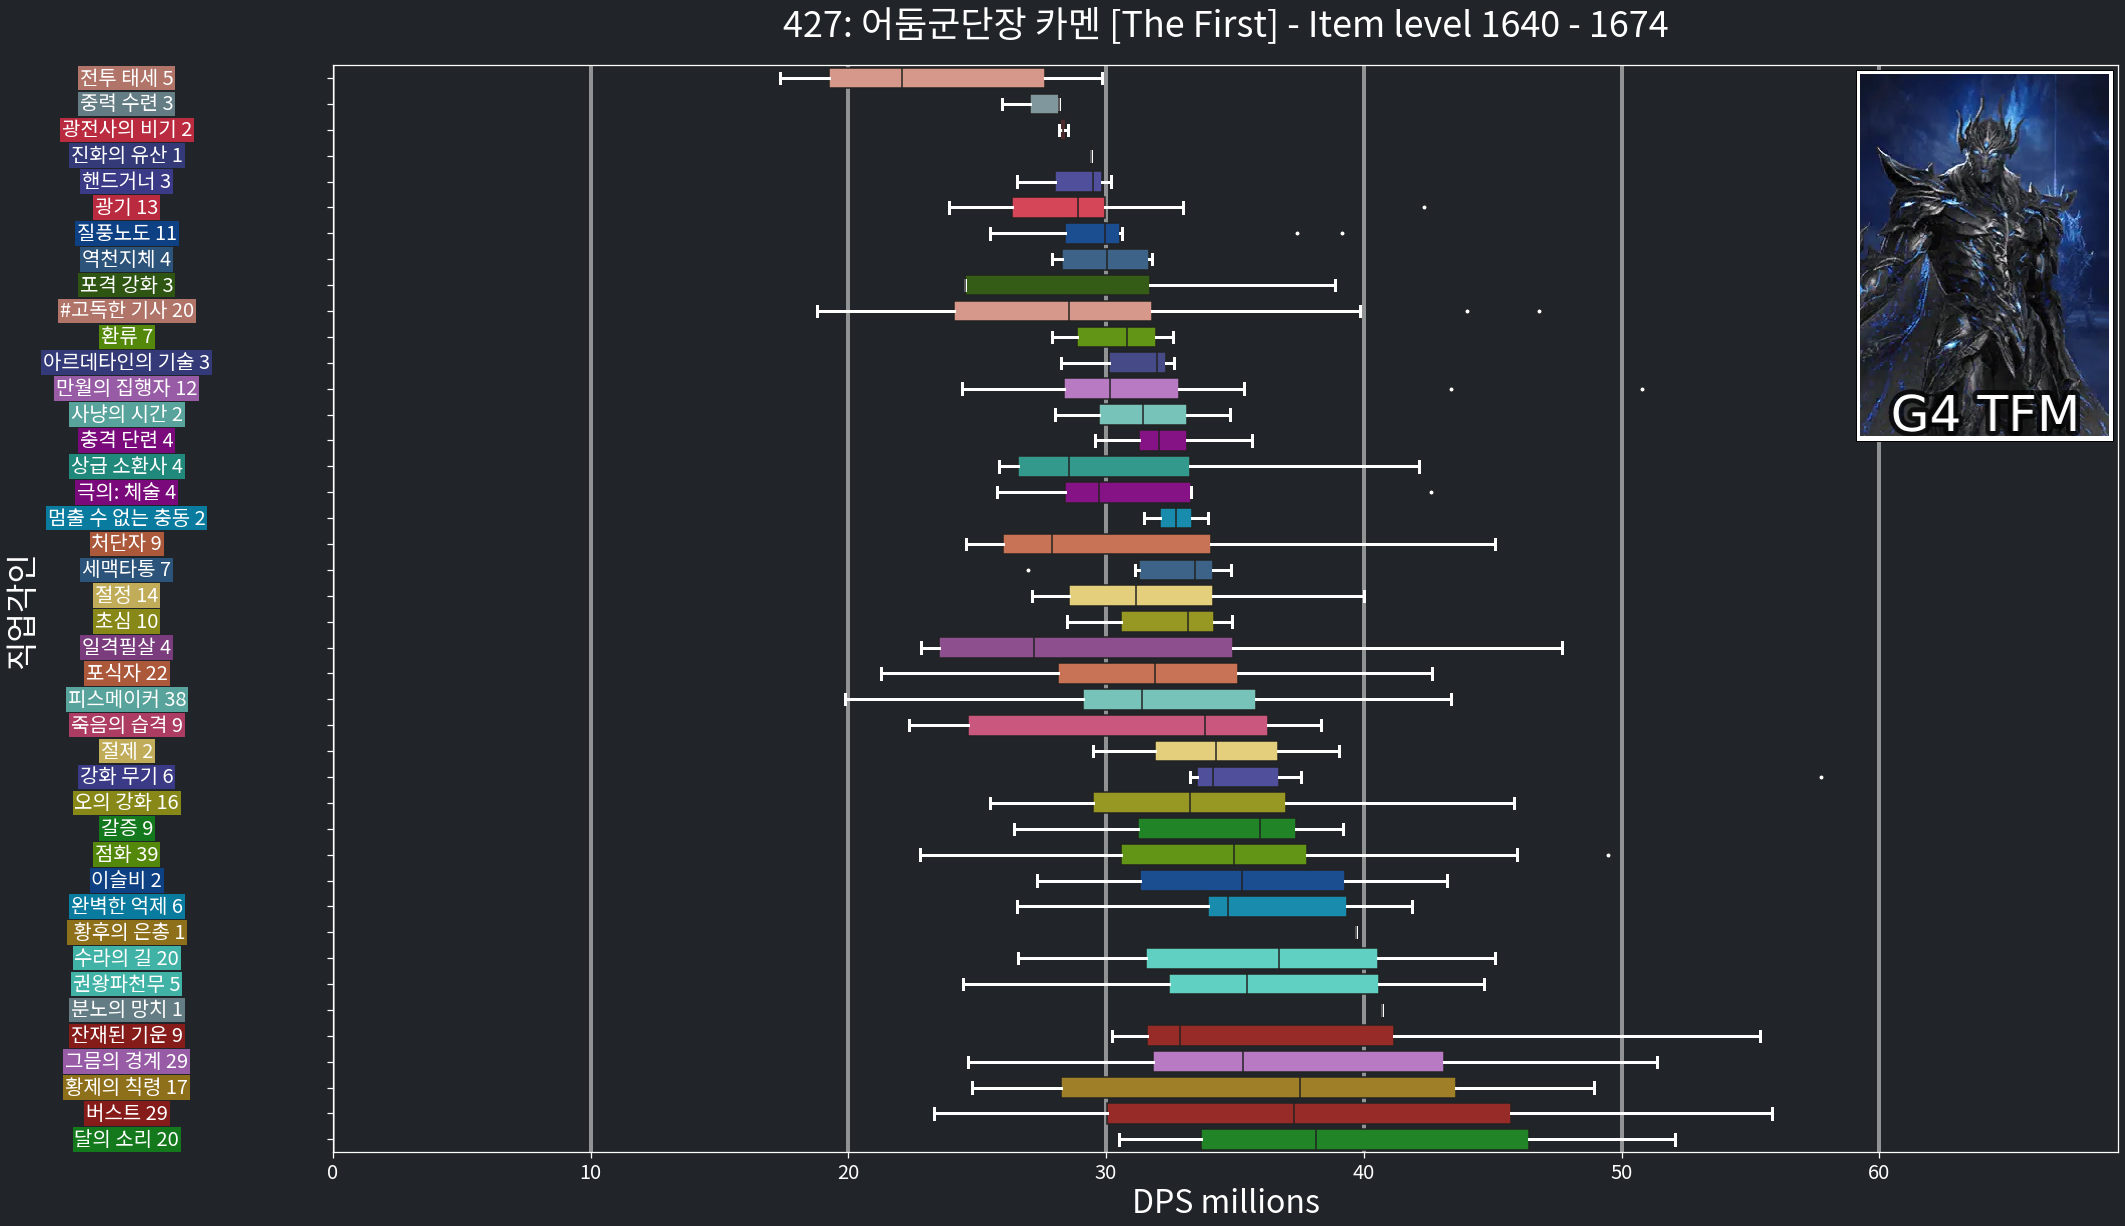 427: 어둠군단장 카멘 [The First] - Item level 1640 - 1674
전투 태세 5
중력 수련 3
광전사의 비기 2
진화의 유산 1
핸드거너 3
광기 13
질풍노도 11
역천지체 4
포격 강화 3
#고독한 기사 20
환류 7
아르데타인의 기술 3
만월의 집행자 12
사냥의 시간 2
충격 단련 4
상급 소환사 4
극의: 체술 4
멈출 수 없는 충동 2
처단자 9
세맥타통 7
절정 14
초심 10
일격필살 4
포식자 22
피스메이커 38
죽음의 습격 9
절제 2
강화 무기 6
오의 강화 16
갈증 9
점화 39
이슬비 2
완벽한 억제 6
황후의 은총 1
수라의 길 20
권왕파천무 5
분노의 망치 1
잔재된 기운 9
그믐의 경계 29
황제의 칙령 17
버스트 29
달의 소리 20
직업각인
G4 TFM
0 10 20 30 40 50 60
DPS millions